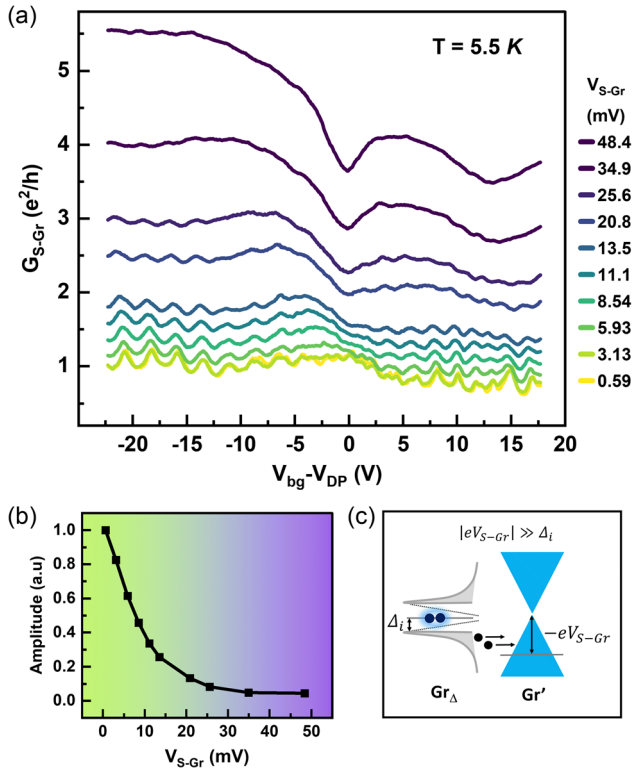 (a)
T = 5.5 K
G_S-Gr (e²/h)
5
4
3
2
1
-20 -15 -10 -5 0 5 10 15 20
V_bg-V_DP (V)
V_S-Gr
(mV)
48.4
34.9
25.6
20.8
13.5
11.1
8.54
5.93
3.13
0.59
(b)
Amplitude (a.u)
1.0
0.8
0.6
0.4
0.2
0.0
0 10 20 30 40 50
V_S-Gr (mV)
(c)
|eV_S−Gr| ≫ Δ_i
Δ_i
−eV_S−Gr
Gr_Δ Gr’